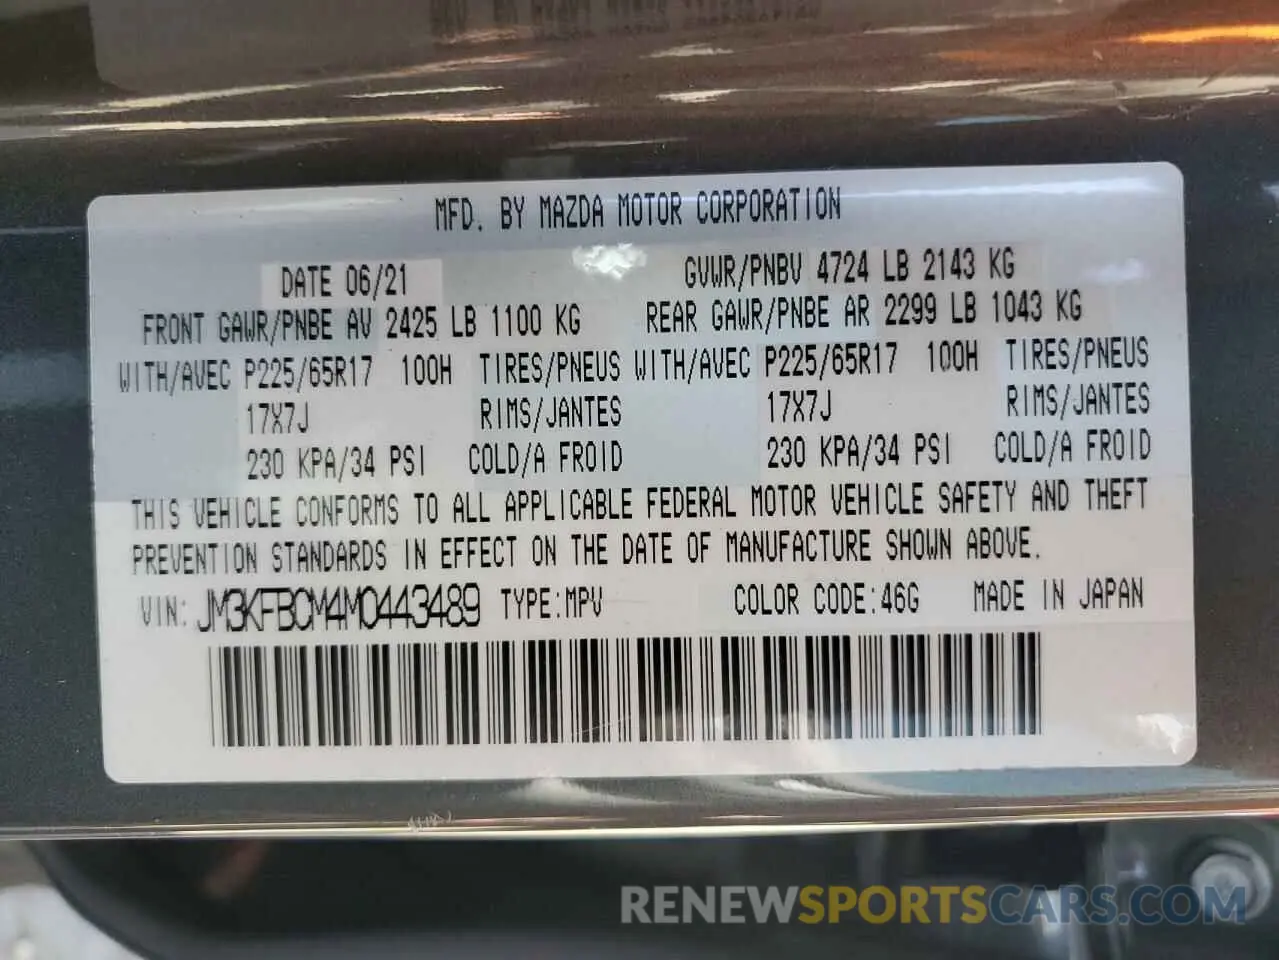 MFD. BY MAZDA MOTOR CORPORATION
DATE 06/21 GVWR/PNBV 4724 LB 2143 KG
FRONT GAWR/PNBE AV 2425 LB 1100 KG REAR GAWR/PNBE AR 2299 LB 1043 KG
WITH/AVEC P225/65R17 100H TIRES/PNEUS WITH/AVEC P225/65R17 100H TIRES/PNEUS
17X7J RIMS/JANTES 17X7J RIMS/JANTES
230 KPA/34 PSI COLD/A FROID 230 KPA/34 PSI COLD/A FROID
THIS VEHICLE CONFORMS TO ALL APPLICABLE FEDERAL MOTOR VEHICLE SAFETY AND THEFT
PREVENTION STANDARDS IN EFFECT ON THE DATE OF MANUFACTURE SHOWN ABOVE.
VIN: JM3KFBCM4M0443489 TYPE:MPV COLOR CODE:46G MADE IN JAPAN
RENEWSPORTSCARS.COM